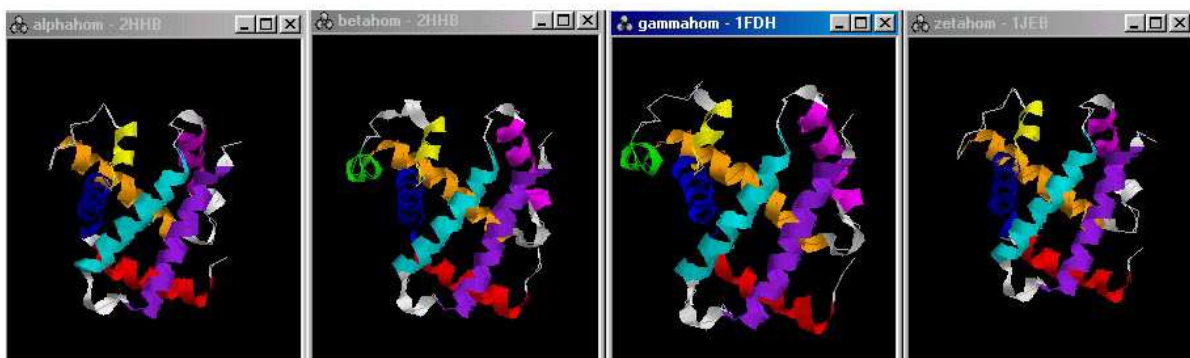 alphahom - 2HHB
betahom - 2HHB
gammahom - 1FDH
zetahom - 1JEB